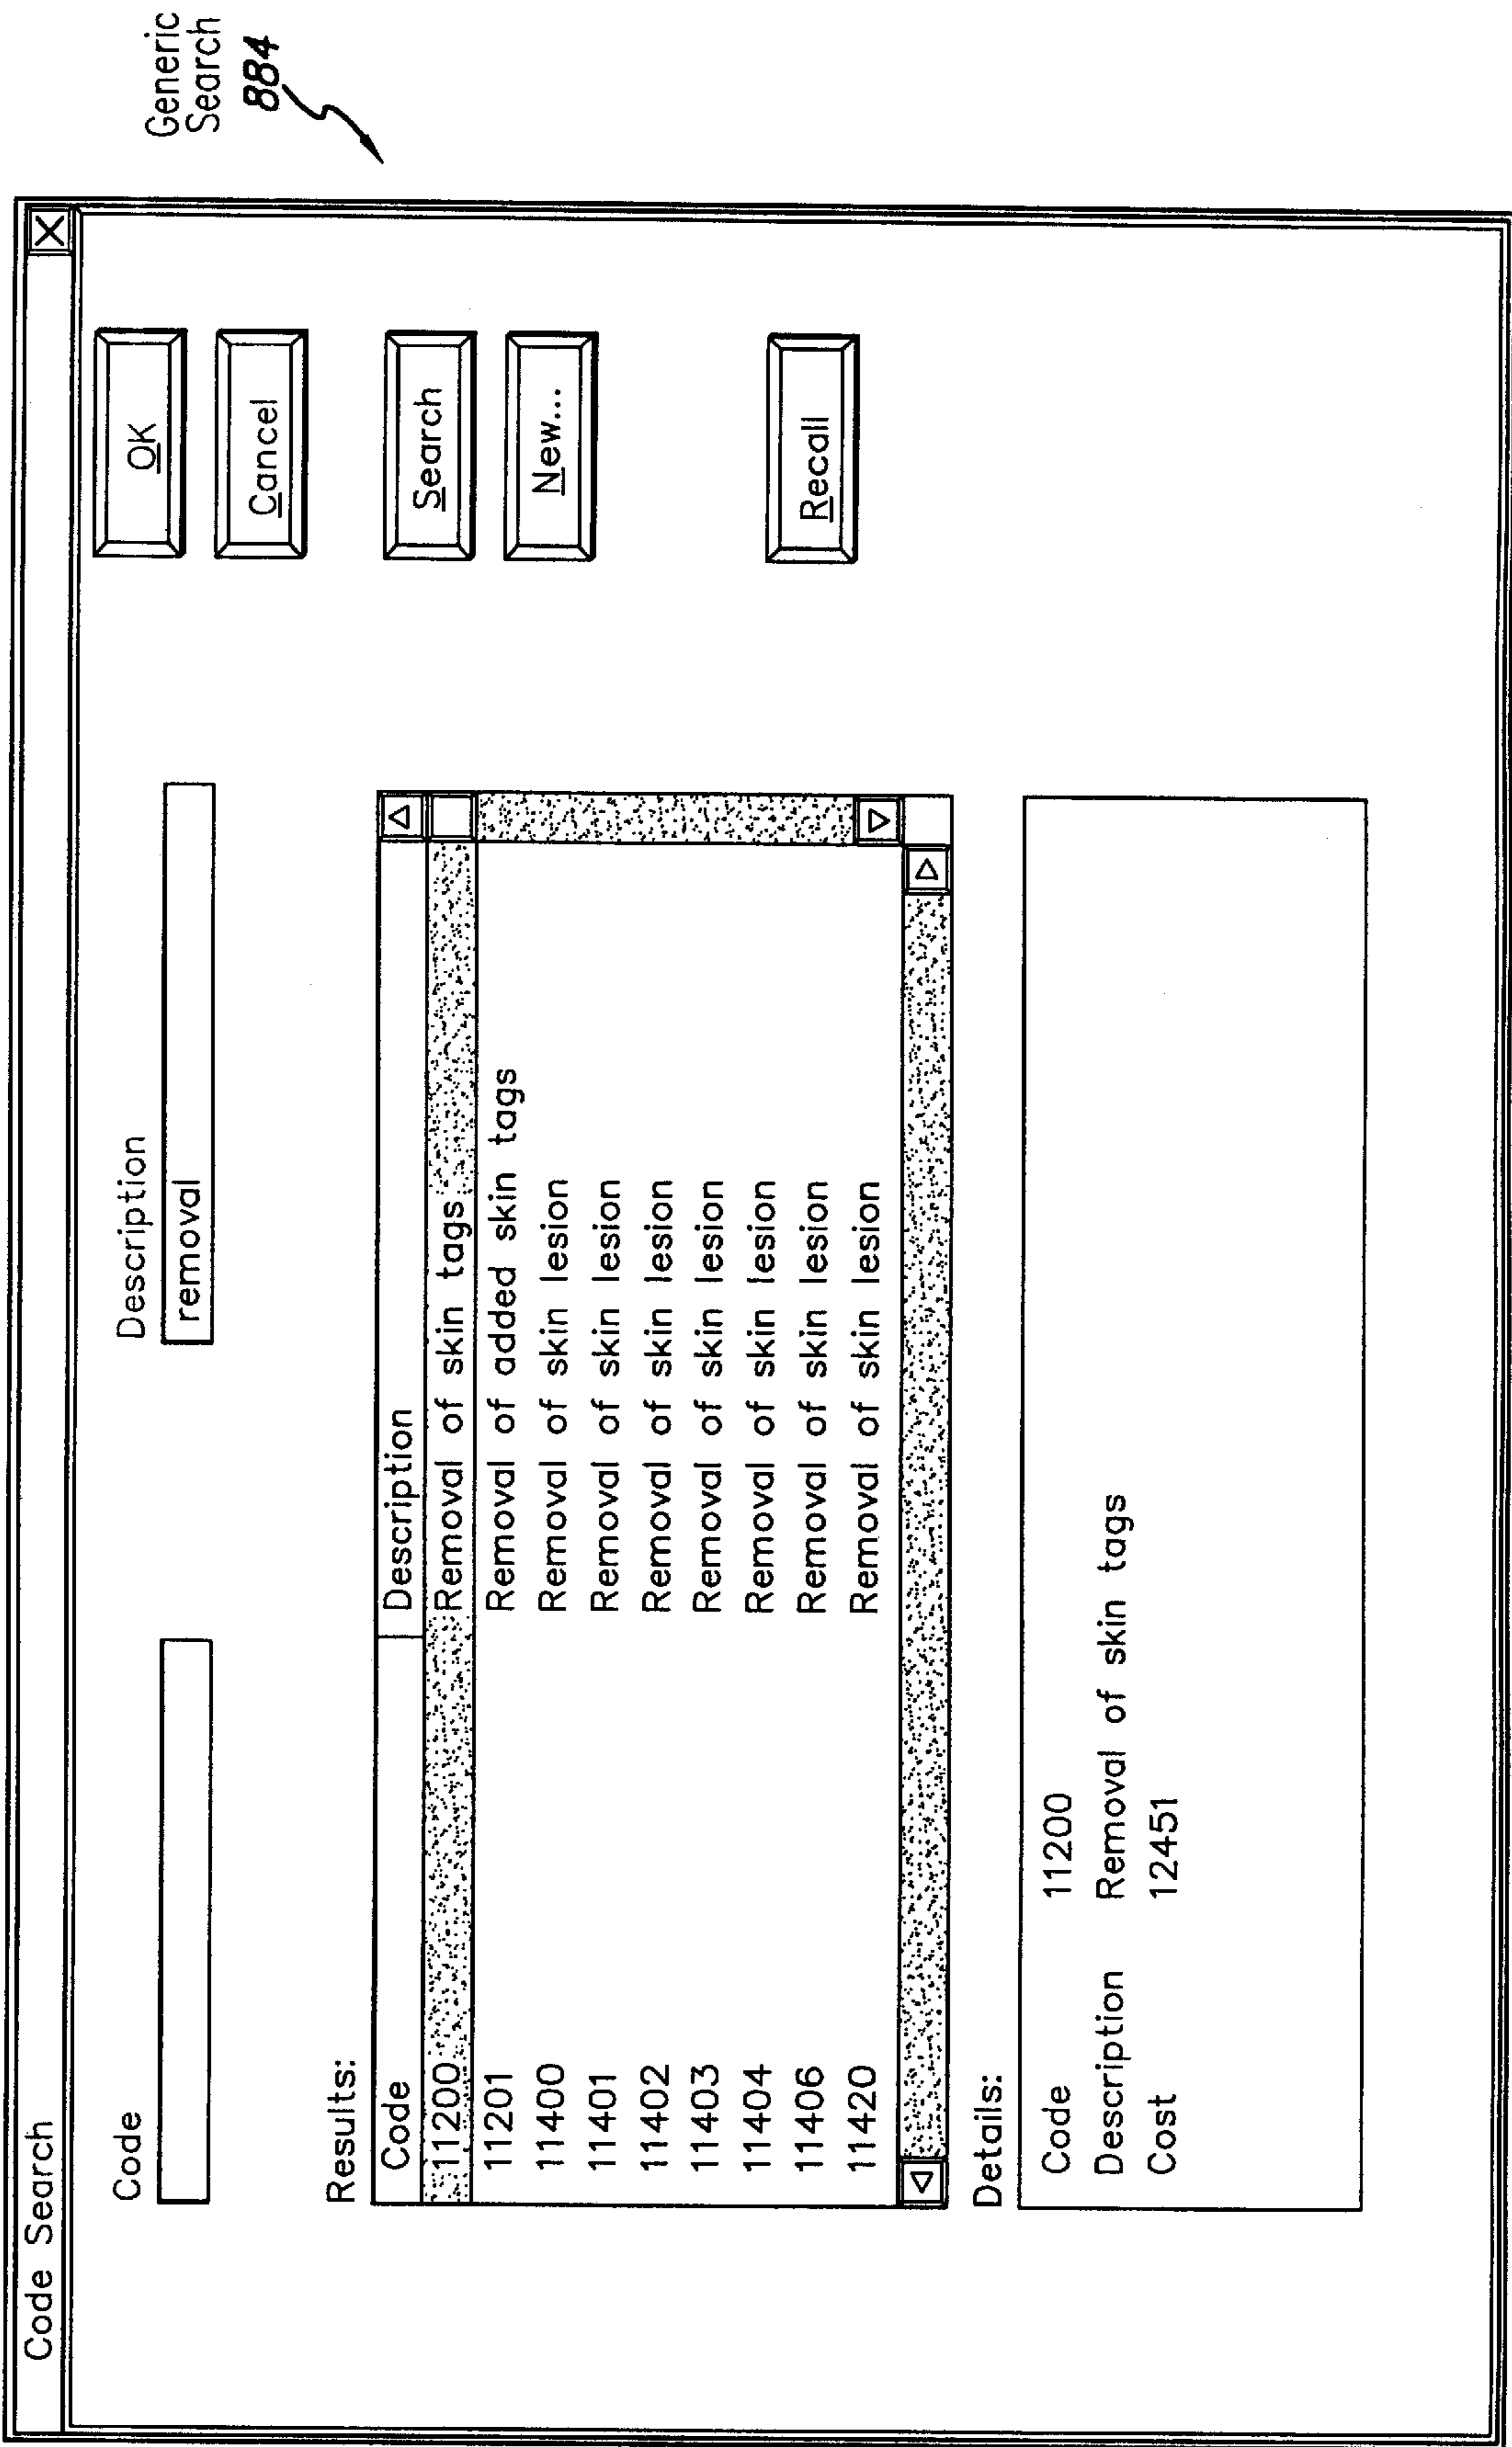 Generic
Search
884
Code Search
Code
Description
removal
OK
Cancel
Search
New...
Recall
Results:
Code Description
11200 Removal of skin tags
11201 Removal of added skin tags
11400 Removal of skin lesion
11401 Removal of skin lesion
11402 Removal of skin lesion
11403 Removal of skin lesion
11404 Removal of skin lesion
11406 Removal of skin lesion
11420 Removal of skin lesion
Details:
Code 11200
Description Removal of skin tags
Cost 12451